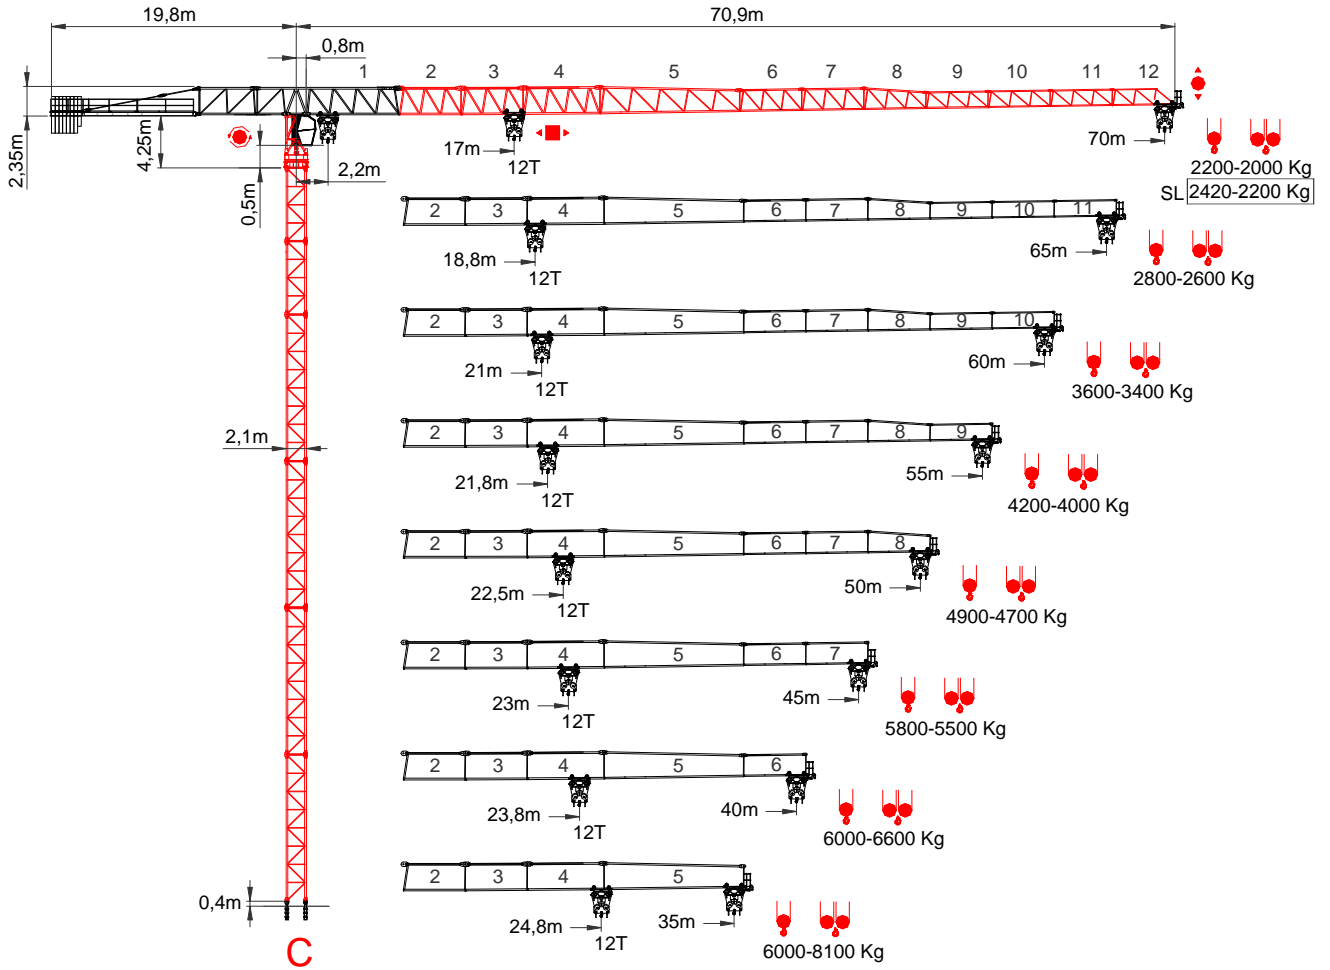 19,8m
70,9m
0,8m
1 2 3 4 5 6 7 8 9 10 11 12
2,35m
4,25m
0,5m
2,2m
17m
12T
70m
2200-2000 Kg
SL 2420-2200 Kg
2 3 4 5 6 7 8 9 10 11
18,8m
12T
65m
2800-2600 Kg
2 3 4 5 6 7 8 9 10
21m
12T
60m
3600-3400 Kg
2,1m
2 3 4 5 6 7 8 9
21,8m
12T
55m
4200-4000 Kg
2 3 4 5 6 7 8
22,5m
12T
50m
4900-4700 Kg
2 3 4 5 6 7
23m
12T
45m
5800-5500 Kg
2 3 4 5 6
23,8m
12T
40m
6000-6600 Kg
2 3 4 5
24,8m
12T
35m
6000-8100 Kg
0,4m
C